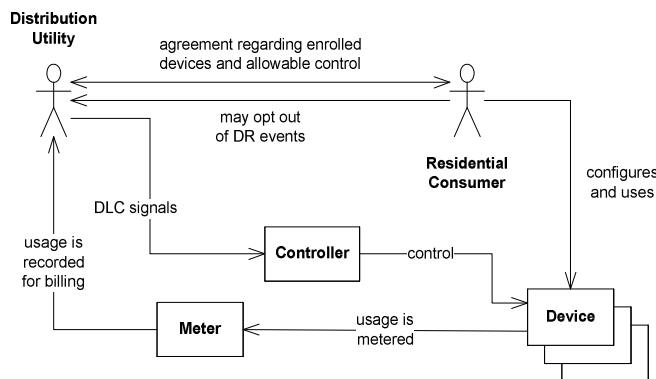 Distribution
Utility
agreement regarding enrolled
devices and allowable control
may opt out
of DR events
Residential
Consumer
configures
and uses
DLC signals
Controller
control
usage is
recorded
for billing
Meter
usage is
metered
Device